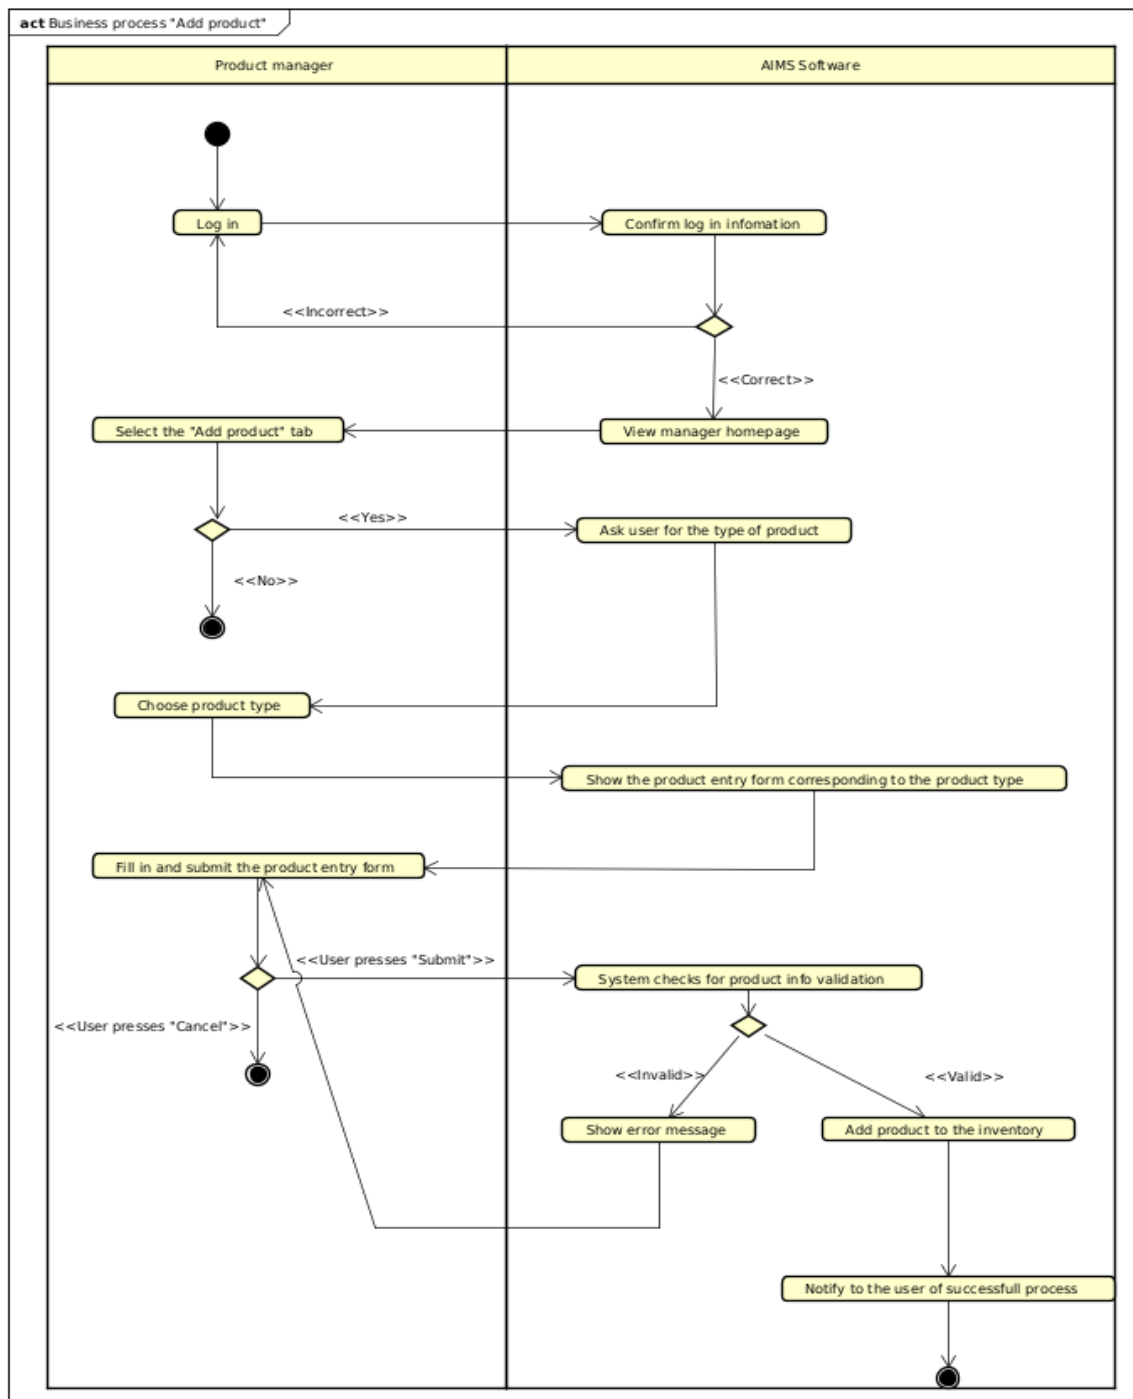 act Business process "Add product"
Product manager
AIMS Software
Log in
Confirm log in infomation
<<Incorrect>>
<<Correct>>
Select the "Add product" tab
View manager homepage
<<Yes>>
Ask user for the type of product
<<No>>
Choose product type
Show the product entry form corresponding to the product type
Fill in and submit the product entry form
<<User presses "Submit">>
System checks for product info validation
<<User presses "Cancel">>
<<Invalid>>
<<Valid>>
Show error message
Add product to the inventory
Notify to the user of successfull process